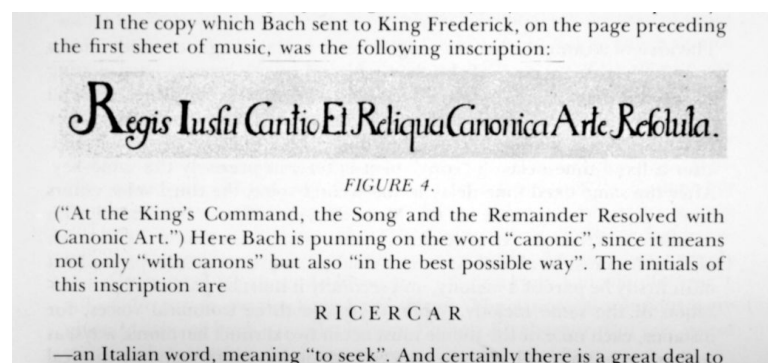 In the copy which Bach sent to King Frederick, on the page preceding
the first sheet of music, was the following inscription:
Regis Iussu Cantio Et Reliqua Canonica Arte Resoluta.
FIGURE 4.
("At the King's Command, the Song and the Remainder Resolved with
Canonic Art.") Here Bach is punning on the word "canonic", since it means
not only "with canons" but also "in the best possible way". The initials of
this inscription are
RICERCAR
—an Italian word, meaning "to seek". And certainly there is a great deal to